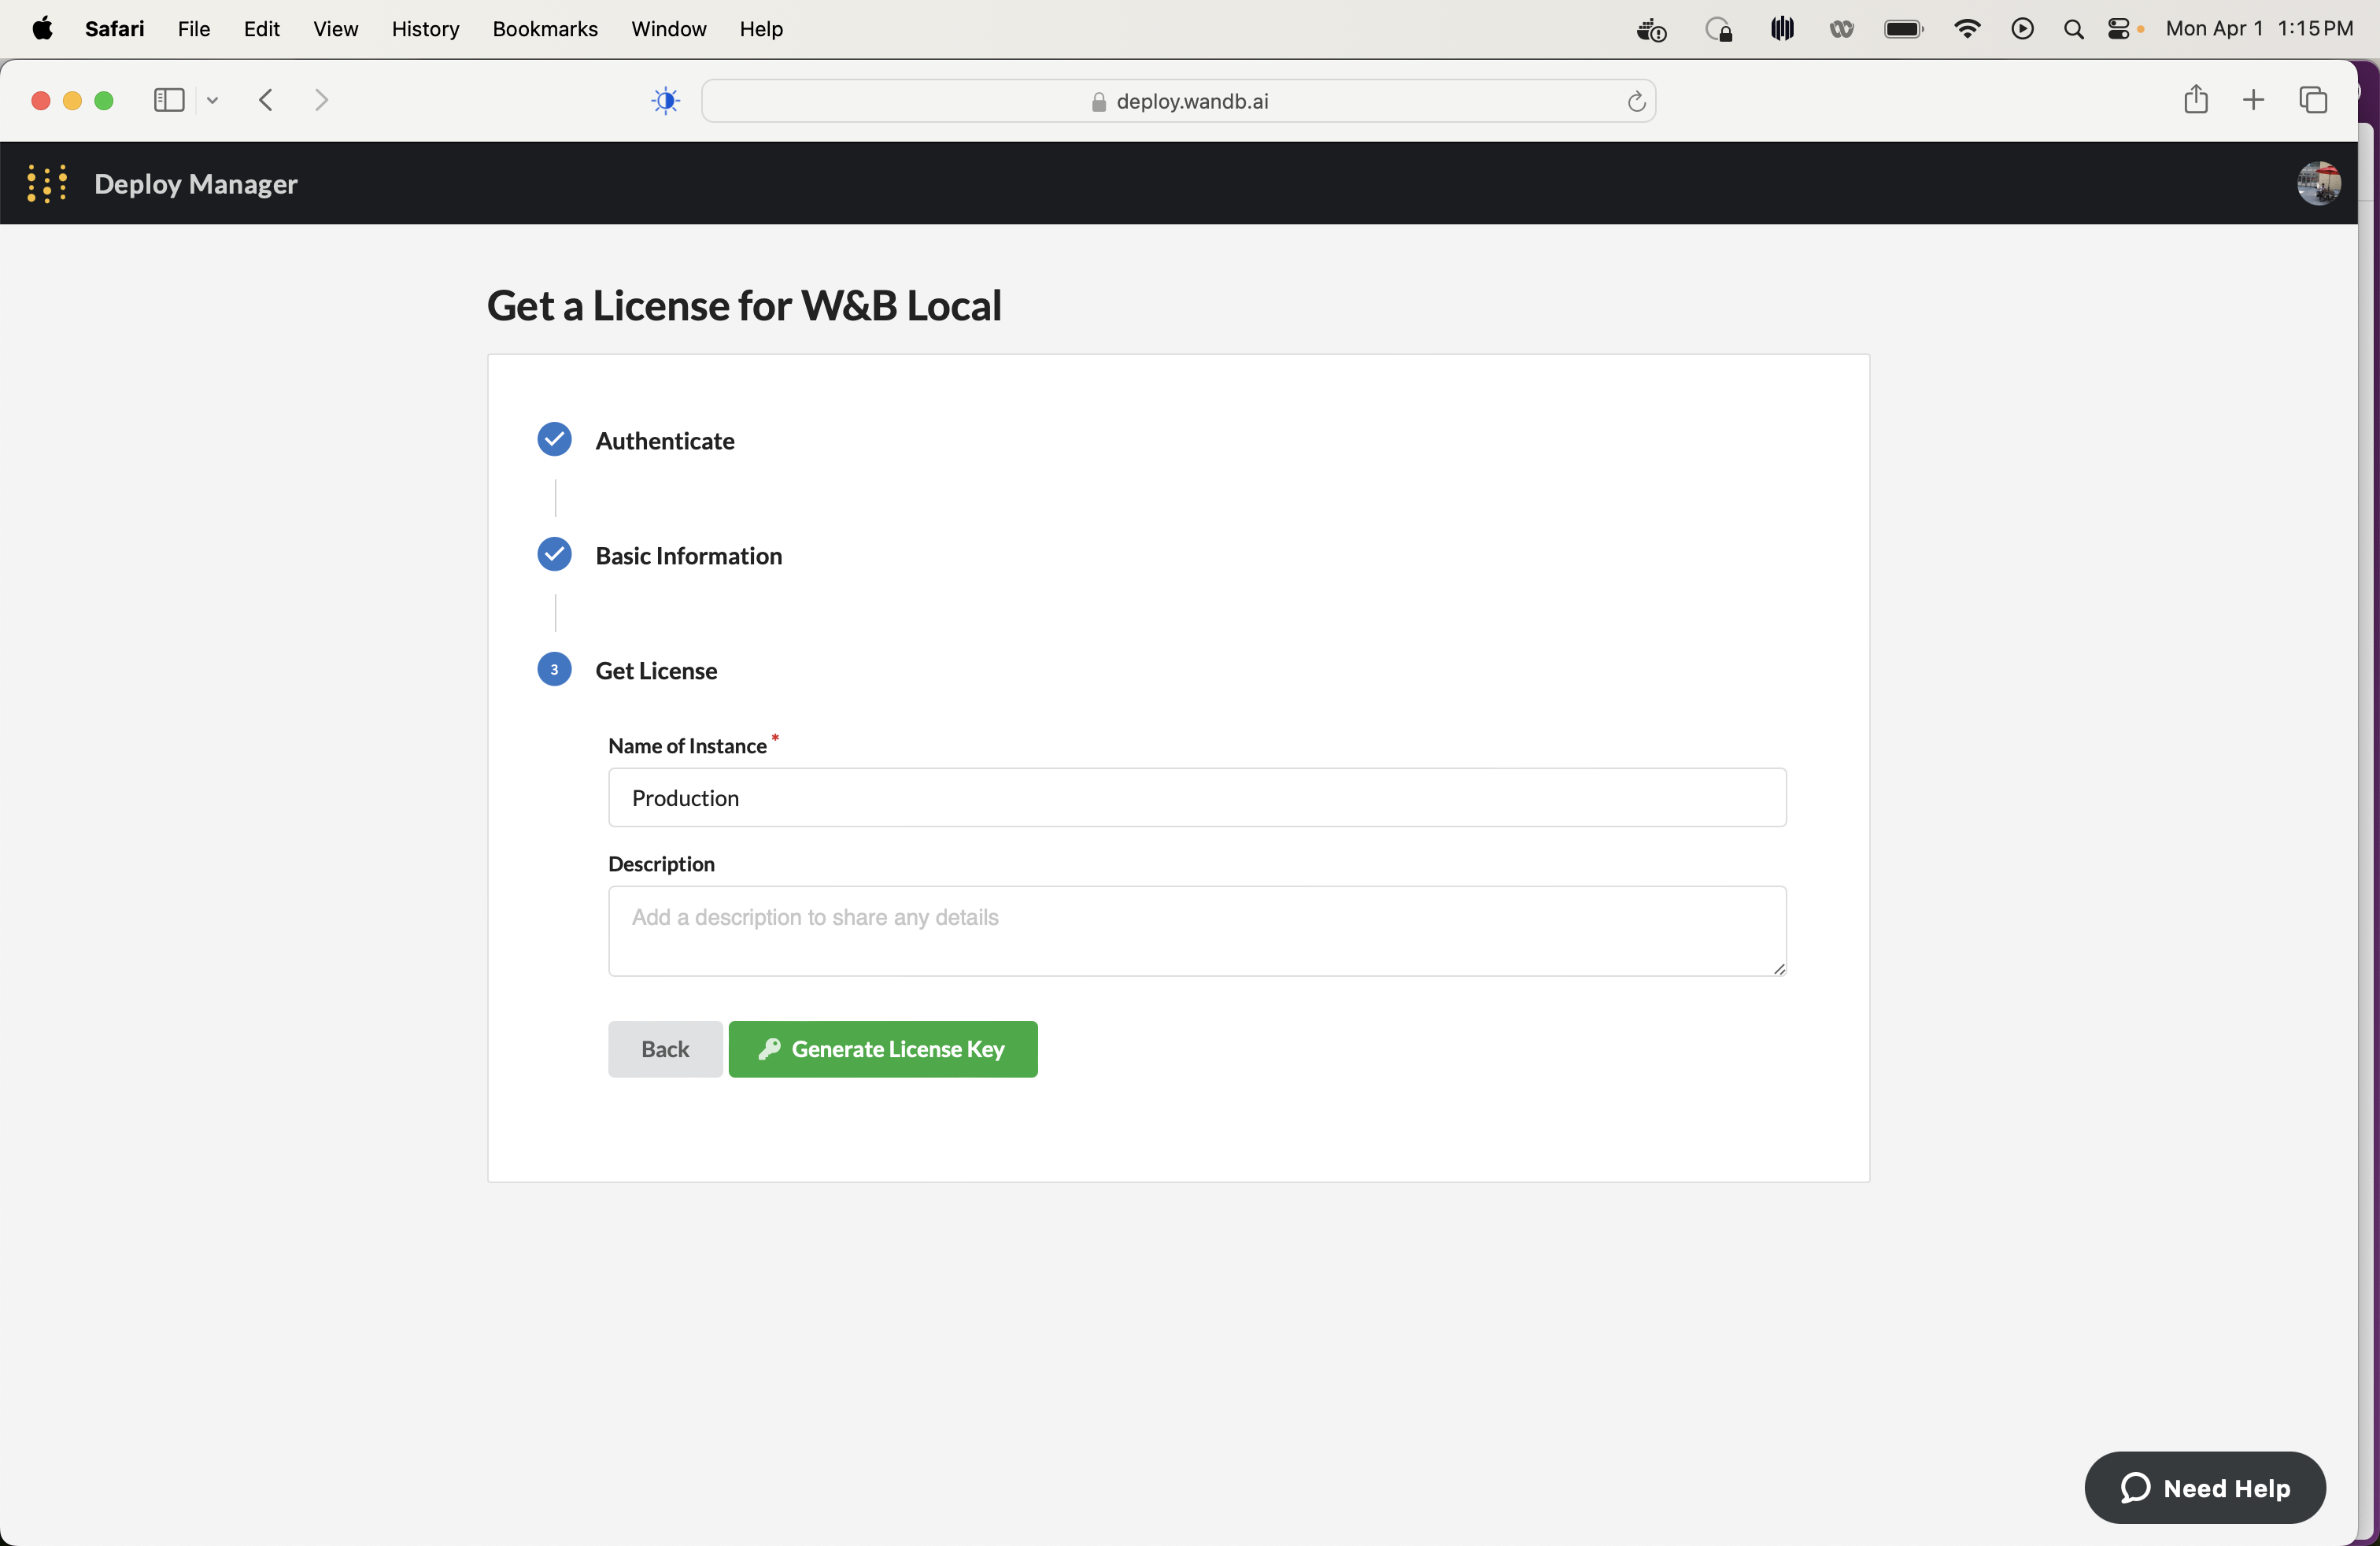 Safari File Edit View History Bookmarks Window Help Mon Apr 1 1:15 PM
deploy.wandb.ai
Deploy Manager
Get a License for W&B Local
Authenticate
Basic Information
3 Get License
Name of Instance *
Production
Description
Add a description to share any details
Back Generate License Key
Need Help